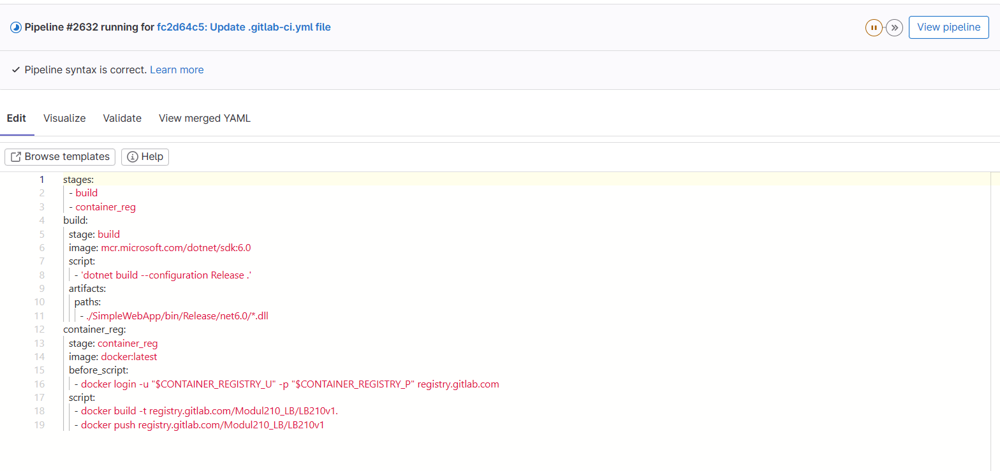 Pipeline #2632 running for fc2d64c5: Update .gitlab-ci.yml file
View pipeline
Pipeline syntax is correct. Learn more
Edit Visualize Validate View merged YAML
Browse templates Help
1 stages:
2 - build
3 - container_reg
4 build:
5 stage: build
6 image: mcr.microsoft.com/dotnet/sdk:6.0
7 script:
8 - 'dotnet build --configuration Release .'
9 artifacts:
10 paths:
11 - ./SimpleWebApp/bin/Release/net6.0/*.dll
12 container_reg:
13 stage: container_reg
14 image: docker:latest
15 before_script:
16 - docker login -u "$CONTAINER_REGISTRY_U" -p "$CONTAINER_REGISTRY_P" registry.gitlab.com
17 script:
18 - docker build -t registry.gitlab.com/Modul210_LB/LB210v1.
19 - docker push registry.gitlab.com/Modul210_LB/LB210v1